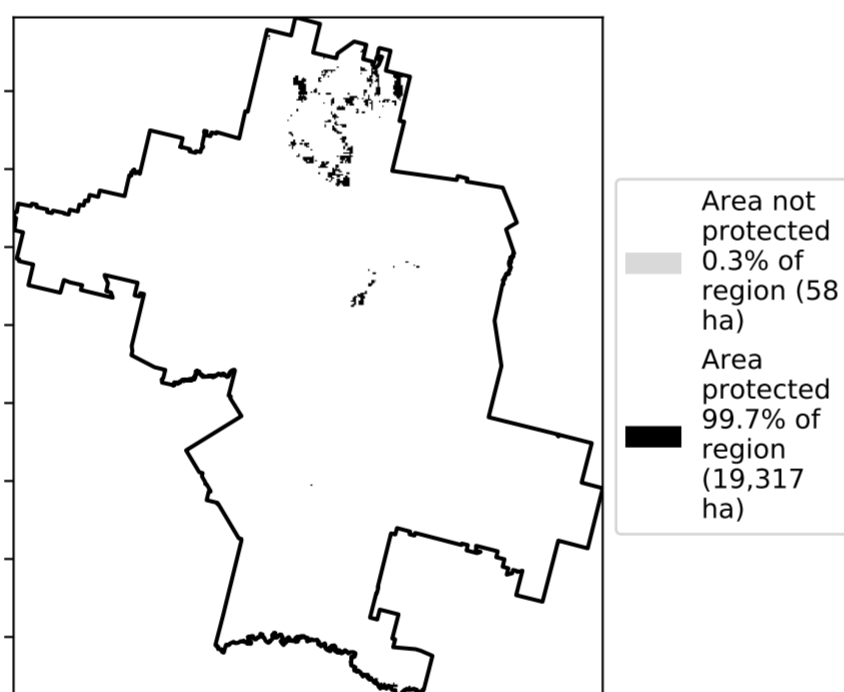 Area not
protected
0.3% of
region (58
ha)
Area
protected
99.7% of
region
(19,317
ha)